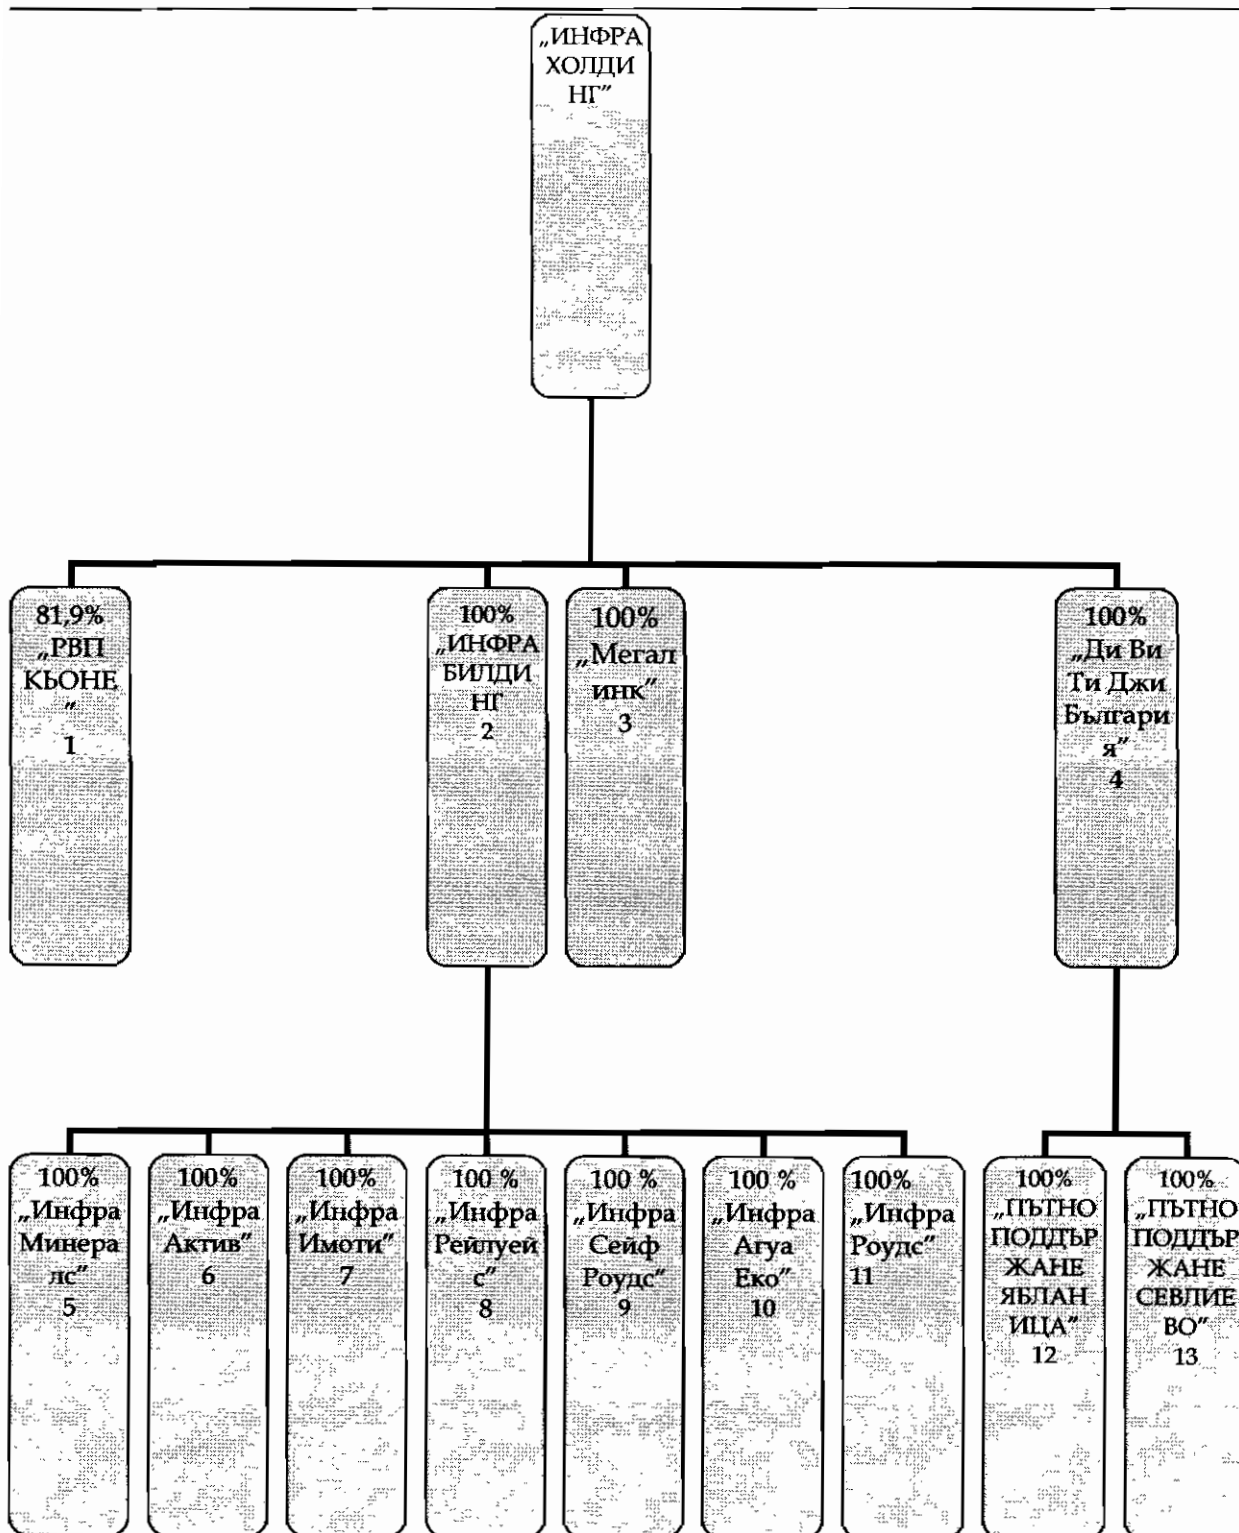 „ИНФРА
ХОЛДИ
НГ”
81,9%
„РВП
КЬОНЕ
”
1
100%
„ИНФРА
БИЛДИ
НГ
2
100%
„Мегал
инк”
3
100%
„Ди Ви
Ти Джи
Българи
я”
4
100%
„Инфра
Минера
лс”
5
100%
„Инфра
Актив”
6
100%
„Инфра
Имоти”
7
100 %
„Инфра
Рейлуей
с”
8
100 %
„Инфра
Сейф
Роудс”
9
100 %
„Инфра
Агуа
Еко”
10
100%
„Инфра
Роудс”
11
100%
„ПЪТНО
ПОДДЪР
ЖАНЕ
ЯБЛАН
ИЦА”
12
100%
„ПЪТНО
ПОДДЪР
ЖАНЕ
СЕВЛИЕ
ВО”
13